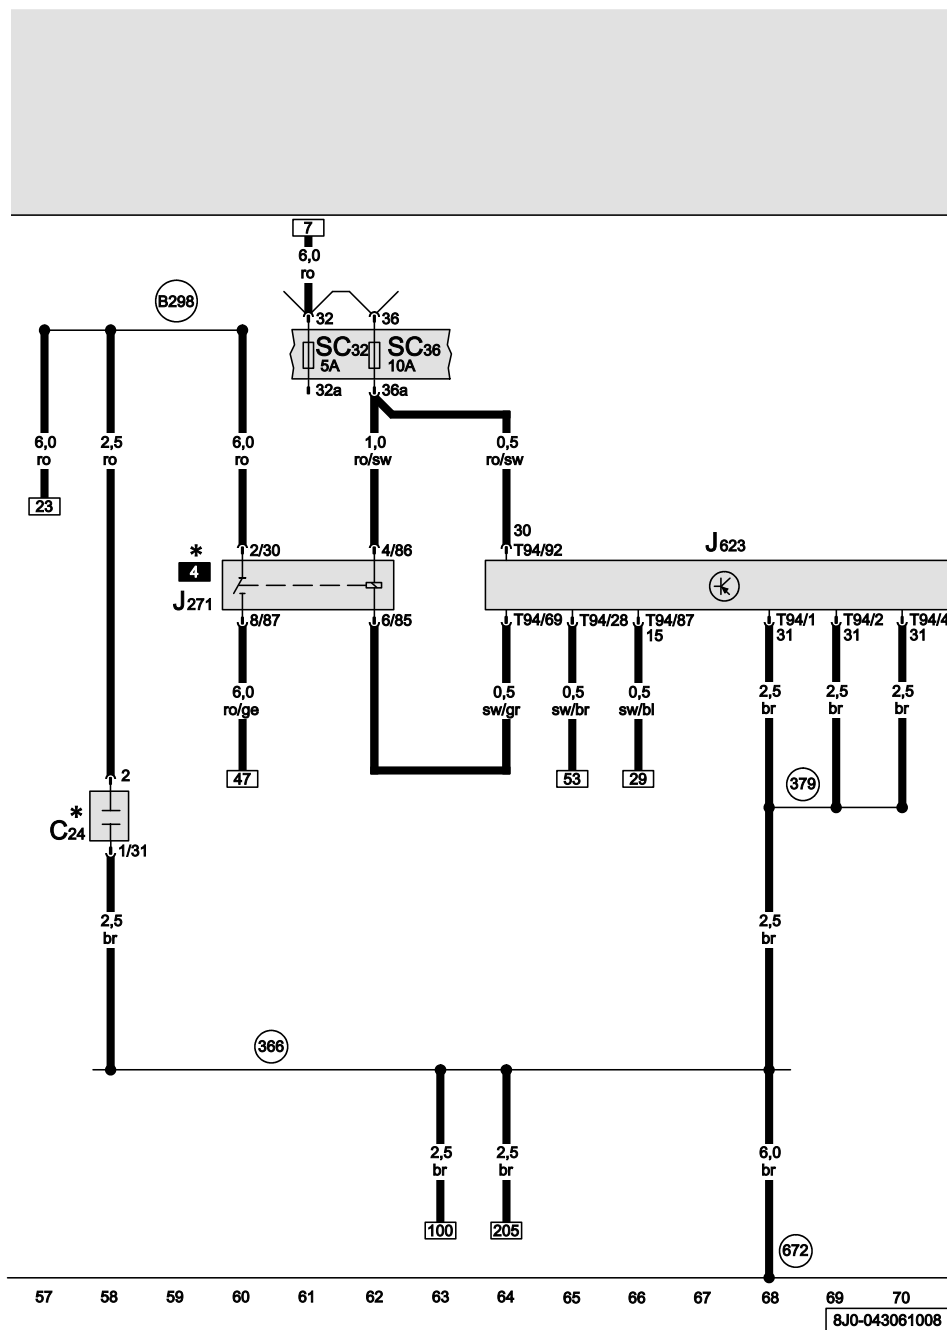 7
6,0
ro
B298
32
36
SC32
5A
SC36
10A
32a
36a
6,0
ro
2,5
ro
6,0
ro
1,0
ro/sw
0,5
ro/sw
23
*
4
J271
2/30
4/86
30
T94/92
J623
8/87
6/85
T94/69
T94/28
T94/87
15
T94/1
31
T94/2
31
T94/4
31
6,0
ro/ge
0,5
sw/gr
0,5
sw/br
0,5
sw/bl
2,5
br
2,5
br
2,5
br
47
53
29
379
2
*
C24
1/31
2,5
br
2,5
br
366
2,5
br
2,5
br
6,0
br
100
205
672
57 58 59 60 61 62 63 64 65 66 67 68 69 70
8J0-043061008